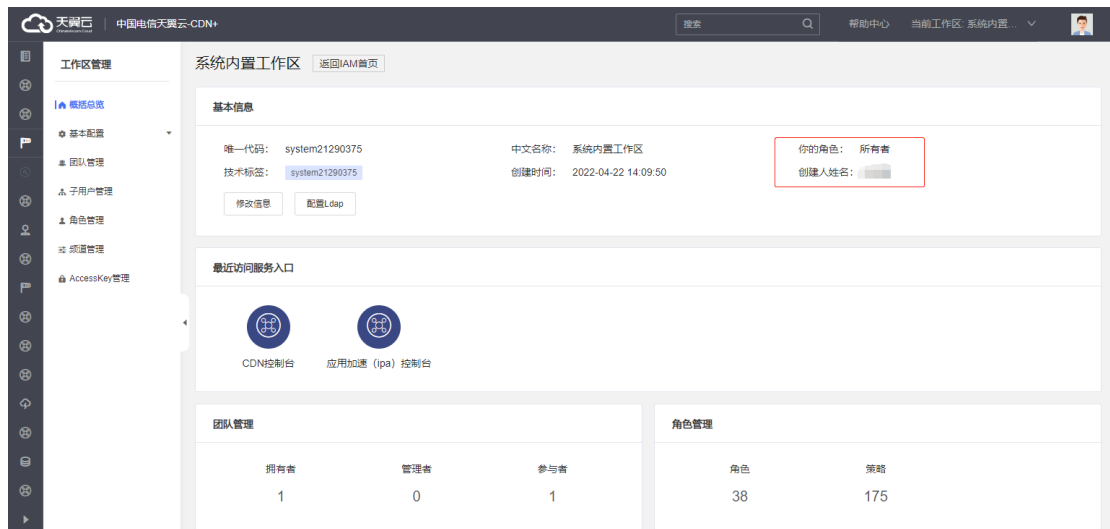 天翼云 中国电信天翼云-CDN+ 搜索 帮助中心 当前工作区: 系统内置...
工作区管理
概括总览
基本配置
团队管理
子用户管理
角色管理
频道管理
AccessKey管理
系统内置工作区 返回IAM首页
基本信息
唯一代码: system21290375 中文名称: 系统内置工作区 你的角色: 所有者
技术标签: system21290375 创建时间: 2022-04-22 14:09:50 创建人姓名:
修改信息 配置Ldap
最近访问服务入口
CDN控制台 应用加速（ipa）控制台
团队管理 角色管理
拥有者 管理者 参与者 角色 策略
1 0 1 38 175